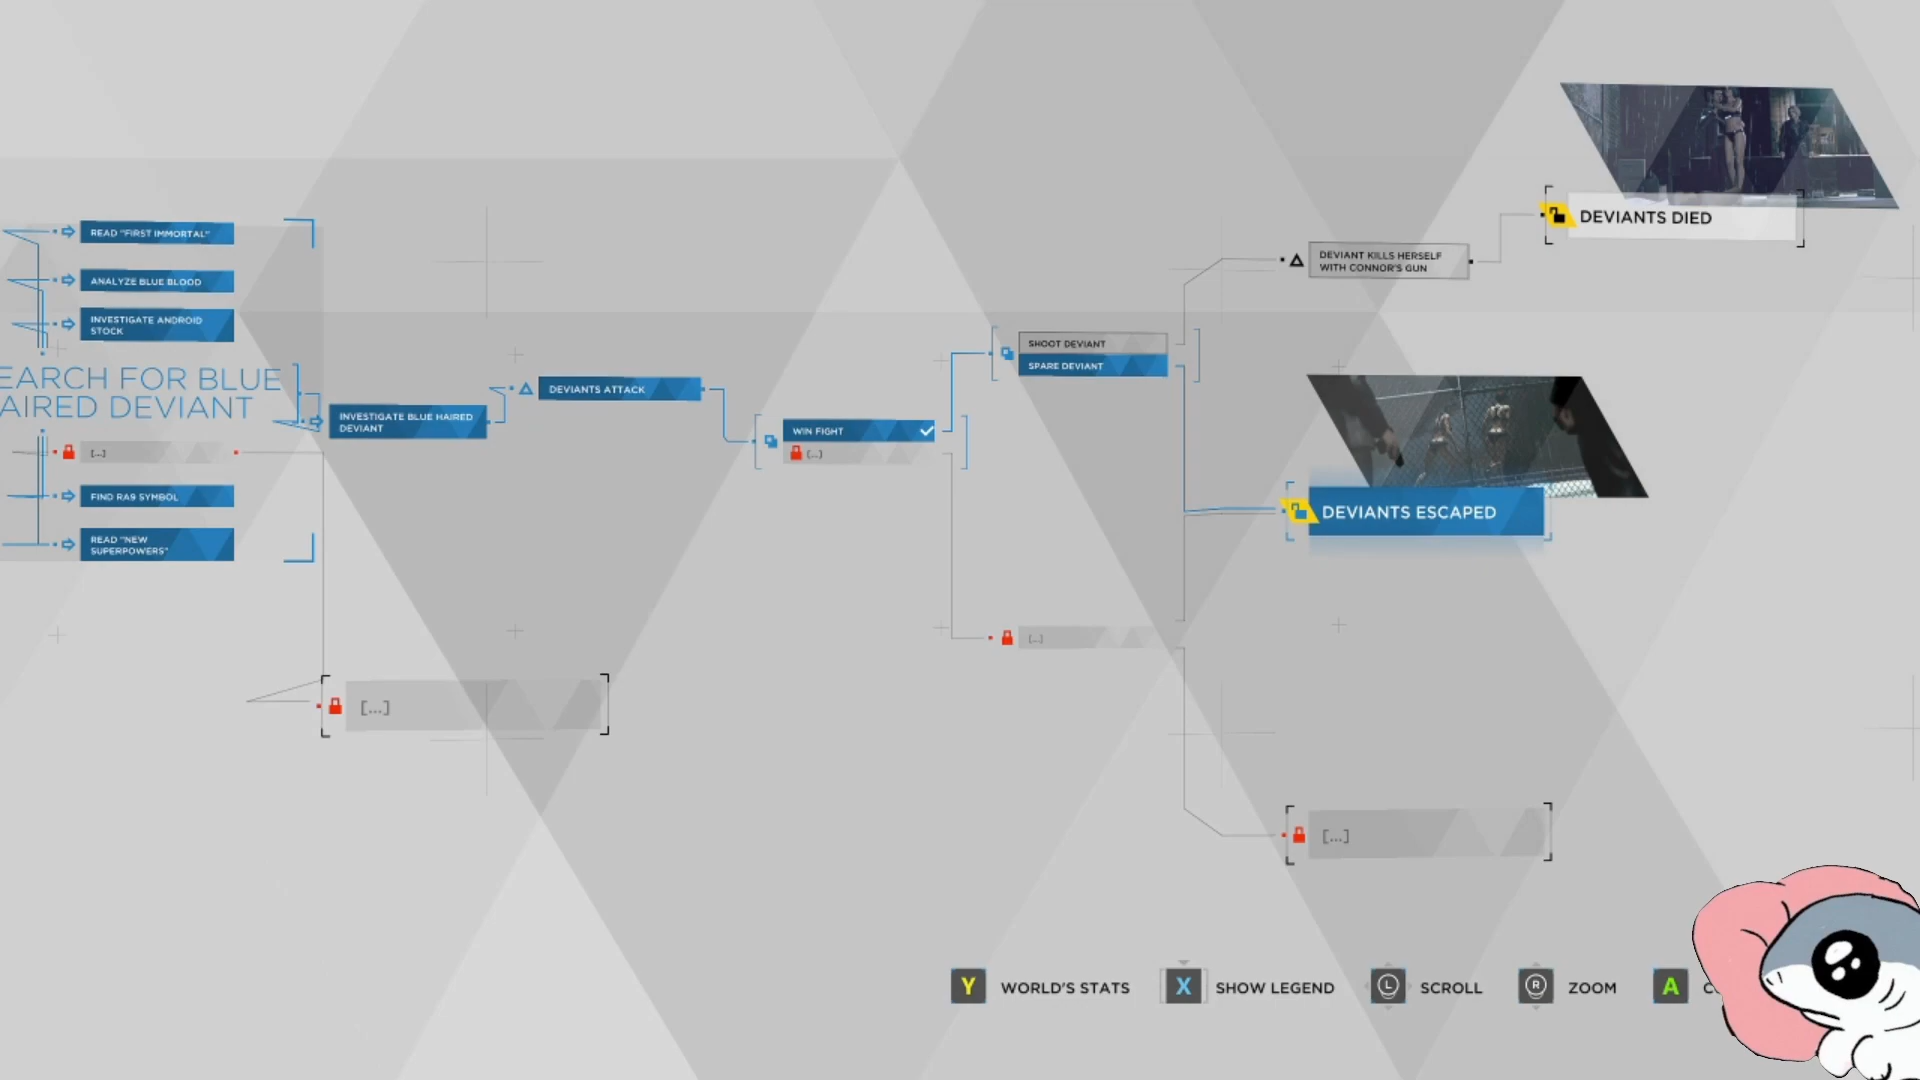 READ "FIRST IMMORTAL"
ANALYZE BLUE BLOOD
INVESTIGATE ANDROID
STOCK
EARCH FOR BLUE
AIRED DEVIANT
[...]
FIND RA9 SYMBOL
READ "NEW
SUPERPOWERS"
INVESTIGATE BLUE HAIRED
DEVIANT
[...]
DEVIANTS ATTACK
WIN FIGHT
[...]
SHOOT DEVIANT
SPARE DEVIANT
[...]
DEVIANT KILLS HERSELF
WITH CONNOR'S GUN
DEVIANTS DIED
DEVIANTS ESCAPED
[...]
Y WORLD'S STATS X SHOW LEGEND L SCROLL R ZOOM A